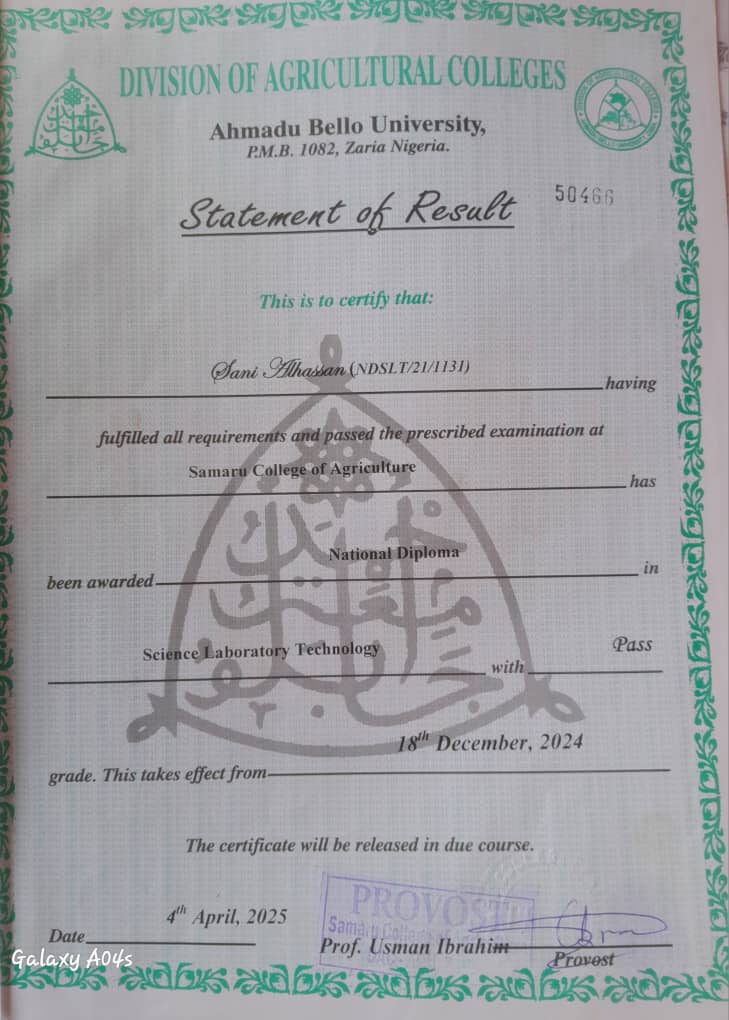 DIVISION OF AGRICULTURAL COLLEGES
Ahmadu Bello University,
P.M.B. 1082, Zaria Nigeria.
Statement of Result
50466
This is to certify that:
Sani Alhassan (NDSLT/21/1131)
having
fulfilled all requirements and passed the prescribed examination at
Samaru College of Agriculture
has
National Diploma
been awarded in
Science Laboratory Technology Pass
with
18th December, 2024
grade. This takes effect from
The certificate will be released in due course.
PROVOST
Samaru College of
4th April, 2025
Date
Prof. Usman Ibrahim
Provost
Galaxy A04s